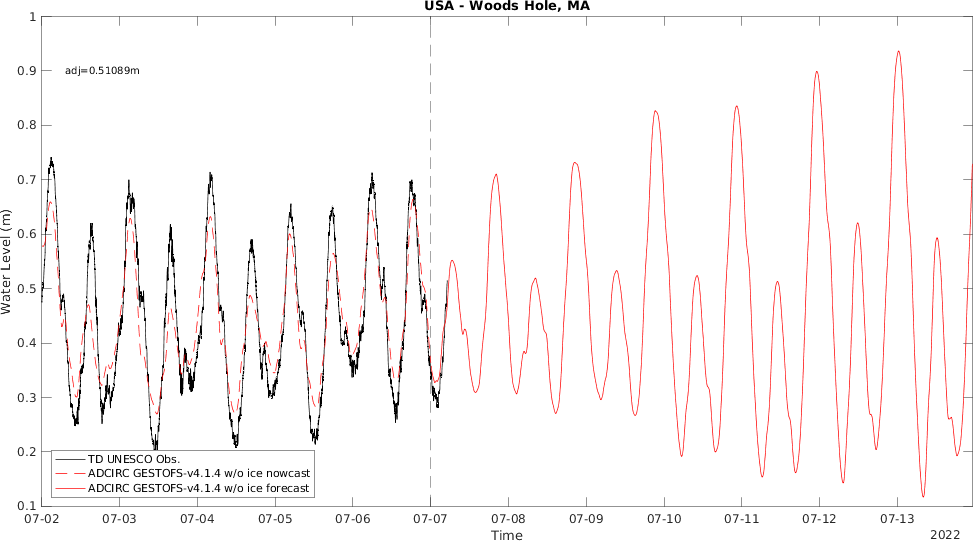 USA - Woods Hole, MA
adj=0.51089m
Water Level (m)
1
0.9
0.8
0.7
0.6
0.5
0.4
0.3
0.2
0.1
TD UNESCO Obs.
ADCIRC GESTOFS-v4.1.4 w/o ice nowcast
ADCIRC GESTOFS-v4.1.4 w/o ice forecast
07-02 07-03 07-04 07-05 07-06 07-07 07-08 07-09 07-10 07-11 07-12 07-13
Time
2022